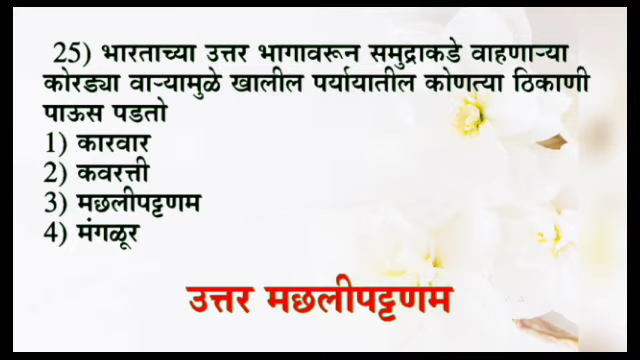 25) भारताच्या उत्तर भागावरून समुद्राकडे वाहणाऱ्या
कोरड्या वाऱ्यामुळे खालील पर्यायातील कोणत्या ठिकाणी
पाऊस पडतो
1) कारवार
2) कवरत्ती
3) मछलीपट्टणम
4) मंगळूर
उत्तर मछलीपट्टणम